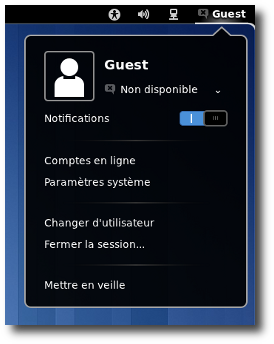 Guest
Guest
Non disponible
Notifications
Comptes en ligne
Paramètres système
Changer d'utilisateur
Fermer la session...
Mettre en veille